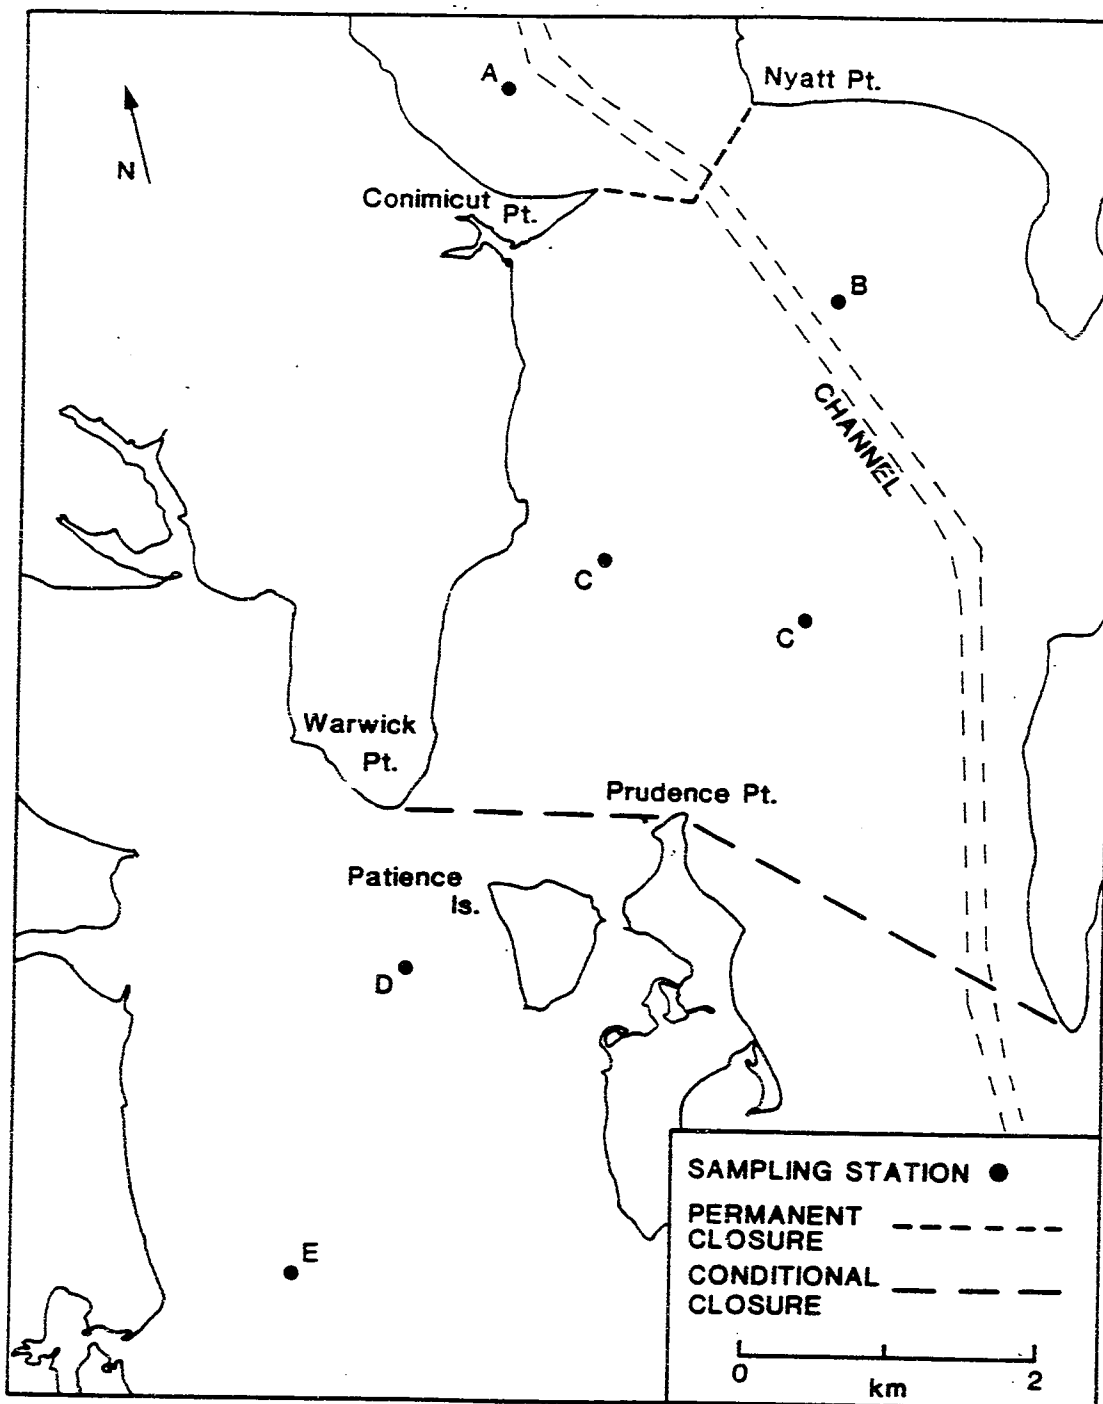 A
Nyatt Pt.
N
Conimicut
Pt.
B
CHANNEL
C
C
Warwick
Pt.
Prudence Pt.
Patience
Is.
D
E
SAMPLING STATION
PERMANENT
CLOSURE
CONDITIONAL
CLOSURE
0
2
km